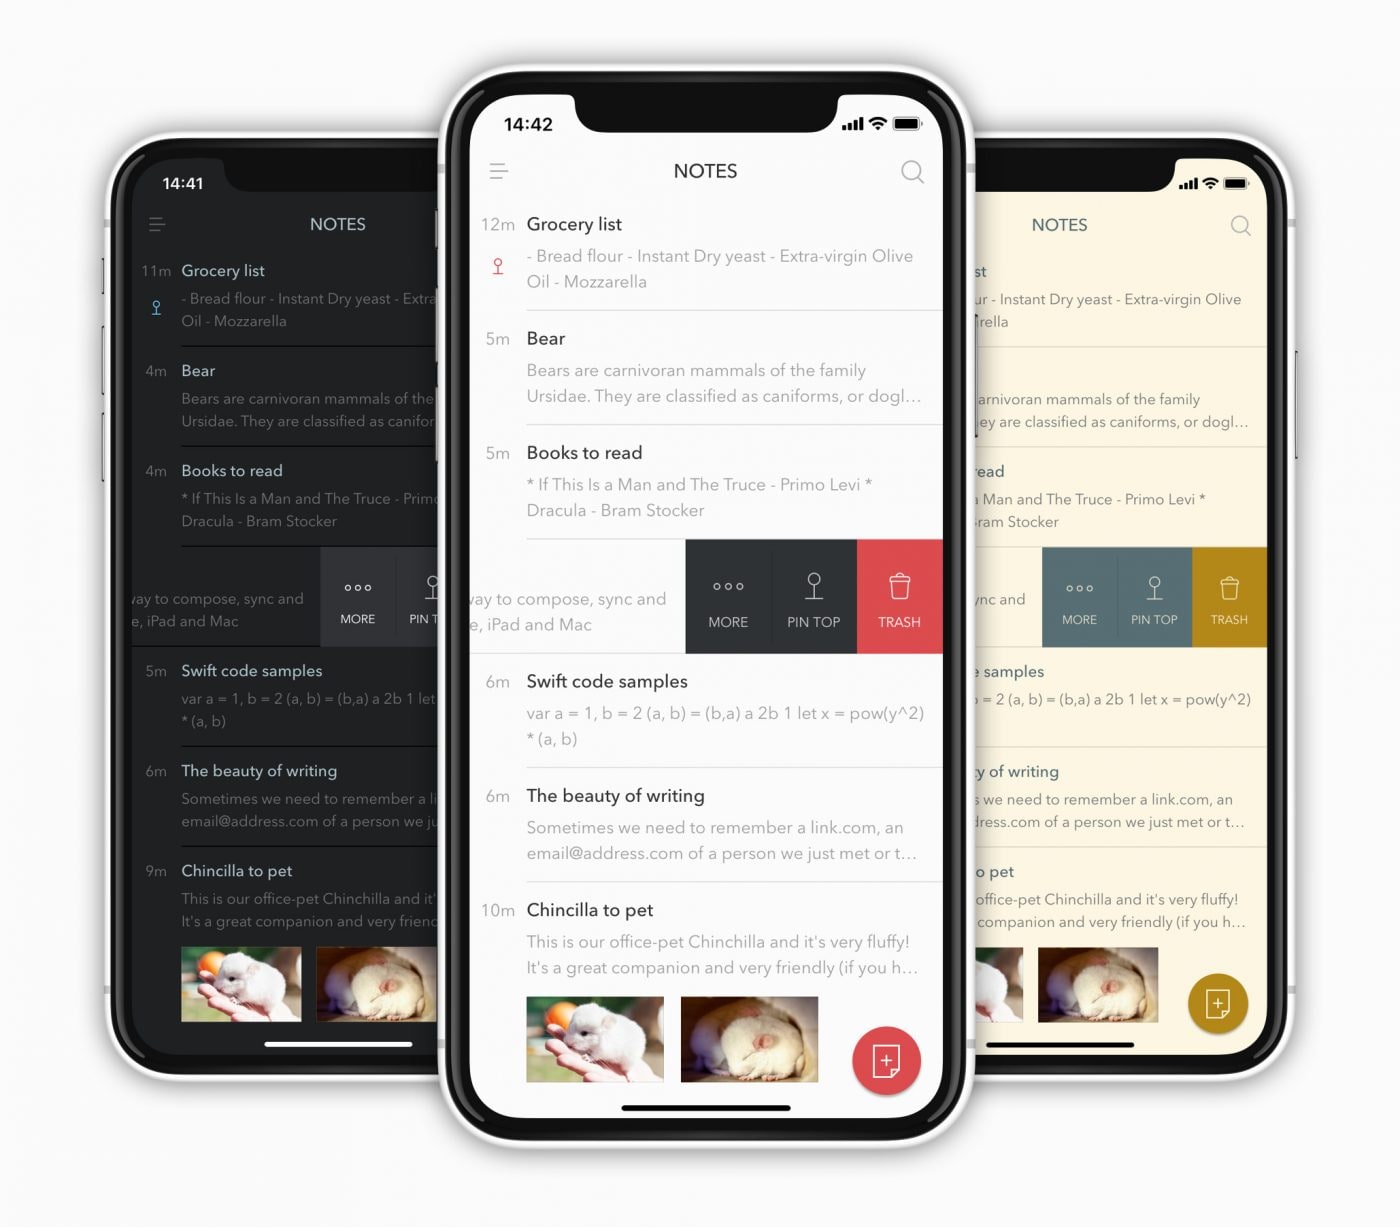 14:41
NOTES
11m Grocery list
- Bread flour - Instant Dry yeast - Extra
Oil - Mozzarella
4m Bear
Bears are carnivoran mammals of the
Ursidae. They are classified as canifor
4m Books to read
* If This Is a Man and The Truce - Primo
Dracula - Bram Stocker
way to compose, sync and
e, iPad and Mac
MORE
PIN T
5m Swift code samples
var a = 1, b = 2 (a, b) = (b,a) a 2b 1 let
* (a, b)
6m The beauty of writing
Sometimes we need to remember a li
email@address.com of a person we ju
9m Chincilla to pet
This is our office-pet Chinchilla and it'
It's a great companion and very frienc
14:42
NOTES
12m Grocery list
- Bread flour - Instant Dry yeast - Extra-virgin Olive
Oil - Mozzarella
5m Bear
Bears are carnivoran mammals of the family
Ursidae. They are classified as caniforms, or dogl…
5m Books to read
* If This Is a Man and The Truce - Primo Levi *
Dracula - Bram Stocker
way to compose, sync and
e, iPad and Mac
MORE
PIN TOP
TRASH
6m Swift code samples
var a = 1, b = 2 (a, b) = (b,a) a 2b 1 let x = pow(y^2)
* (a, b)
6m The beauty of writing
Sometimes we need to remember a link.com, an
email@address.com of a person we just met or t…
10m Chincilla to pet
This is our office-pet Chinchilla and it's very fluffy!
It's a great companion and very friendly (if you h…
NOTES
st
ur - Instant Dry yeast - Extra-virgin Olive
rella
arnivoran mammals of the family
ey are classified as caniforms, or dogl…
ead
a Man and The Truce - Primo Levi *
ram Stocker
ync and
MORE
PIN TOP
TRASH
e samples
= 2 (a, b) = (b,a) a 2b 1 let x = pow(y^2)
y of writing
s we need to remember a link.com, an
dress.com of a person we just met or t…
o pet
office-pet Chinchilla and it's very fluffy!
companion and very friendly (if you h…